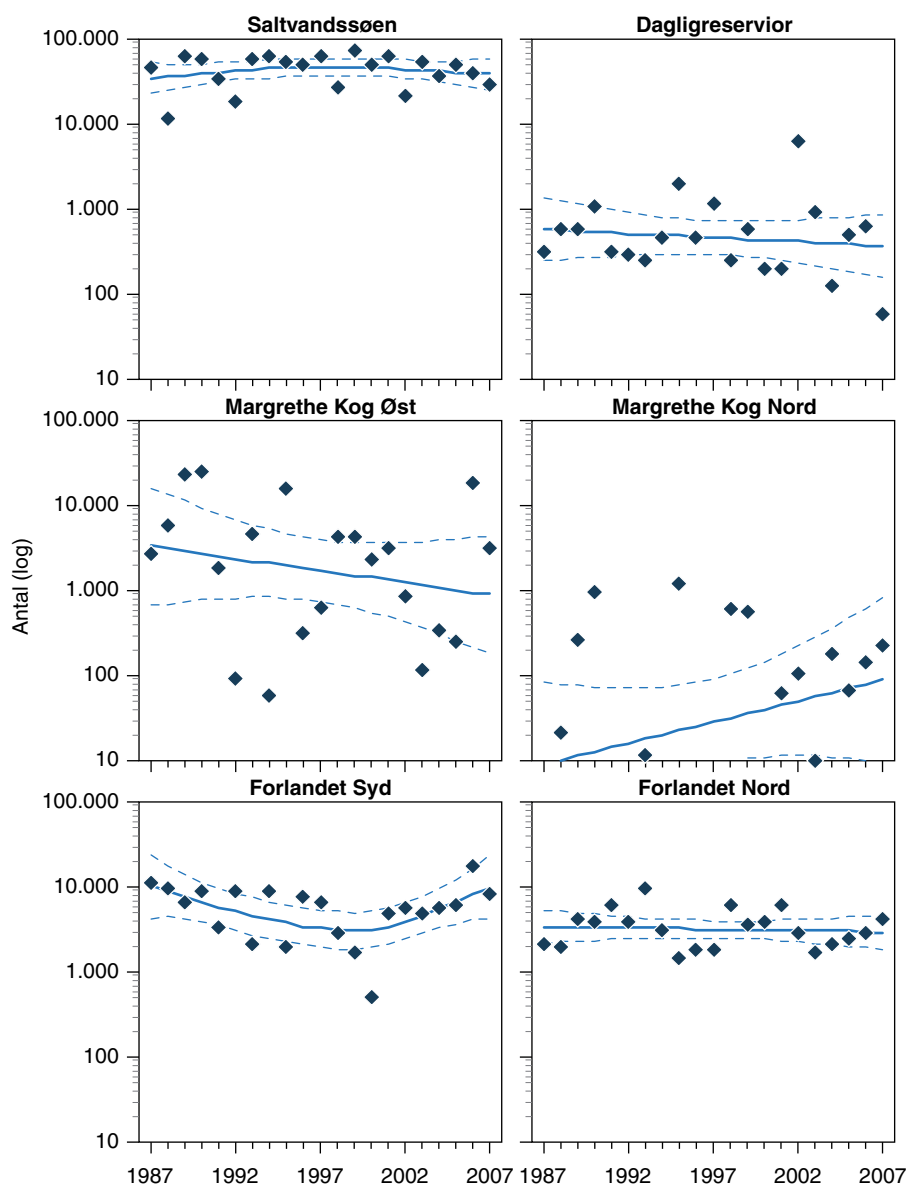 Saltvandssøen
Dagligreservior
100.000
10.000
1.000
100
10
Margrethe Kog Øst
Margrethe Kog Nord
100.000
10.000
1.000
100
10
Antal (log)
Forlandet Syd
Forlandet Nord
100.000
10.000
1.000
100
10
1987 1992 1997 2002 2007
1987 1992 1997 2002 2007